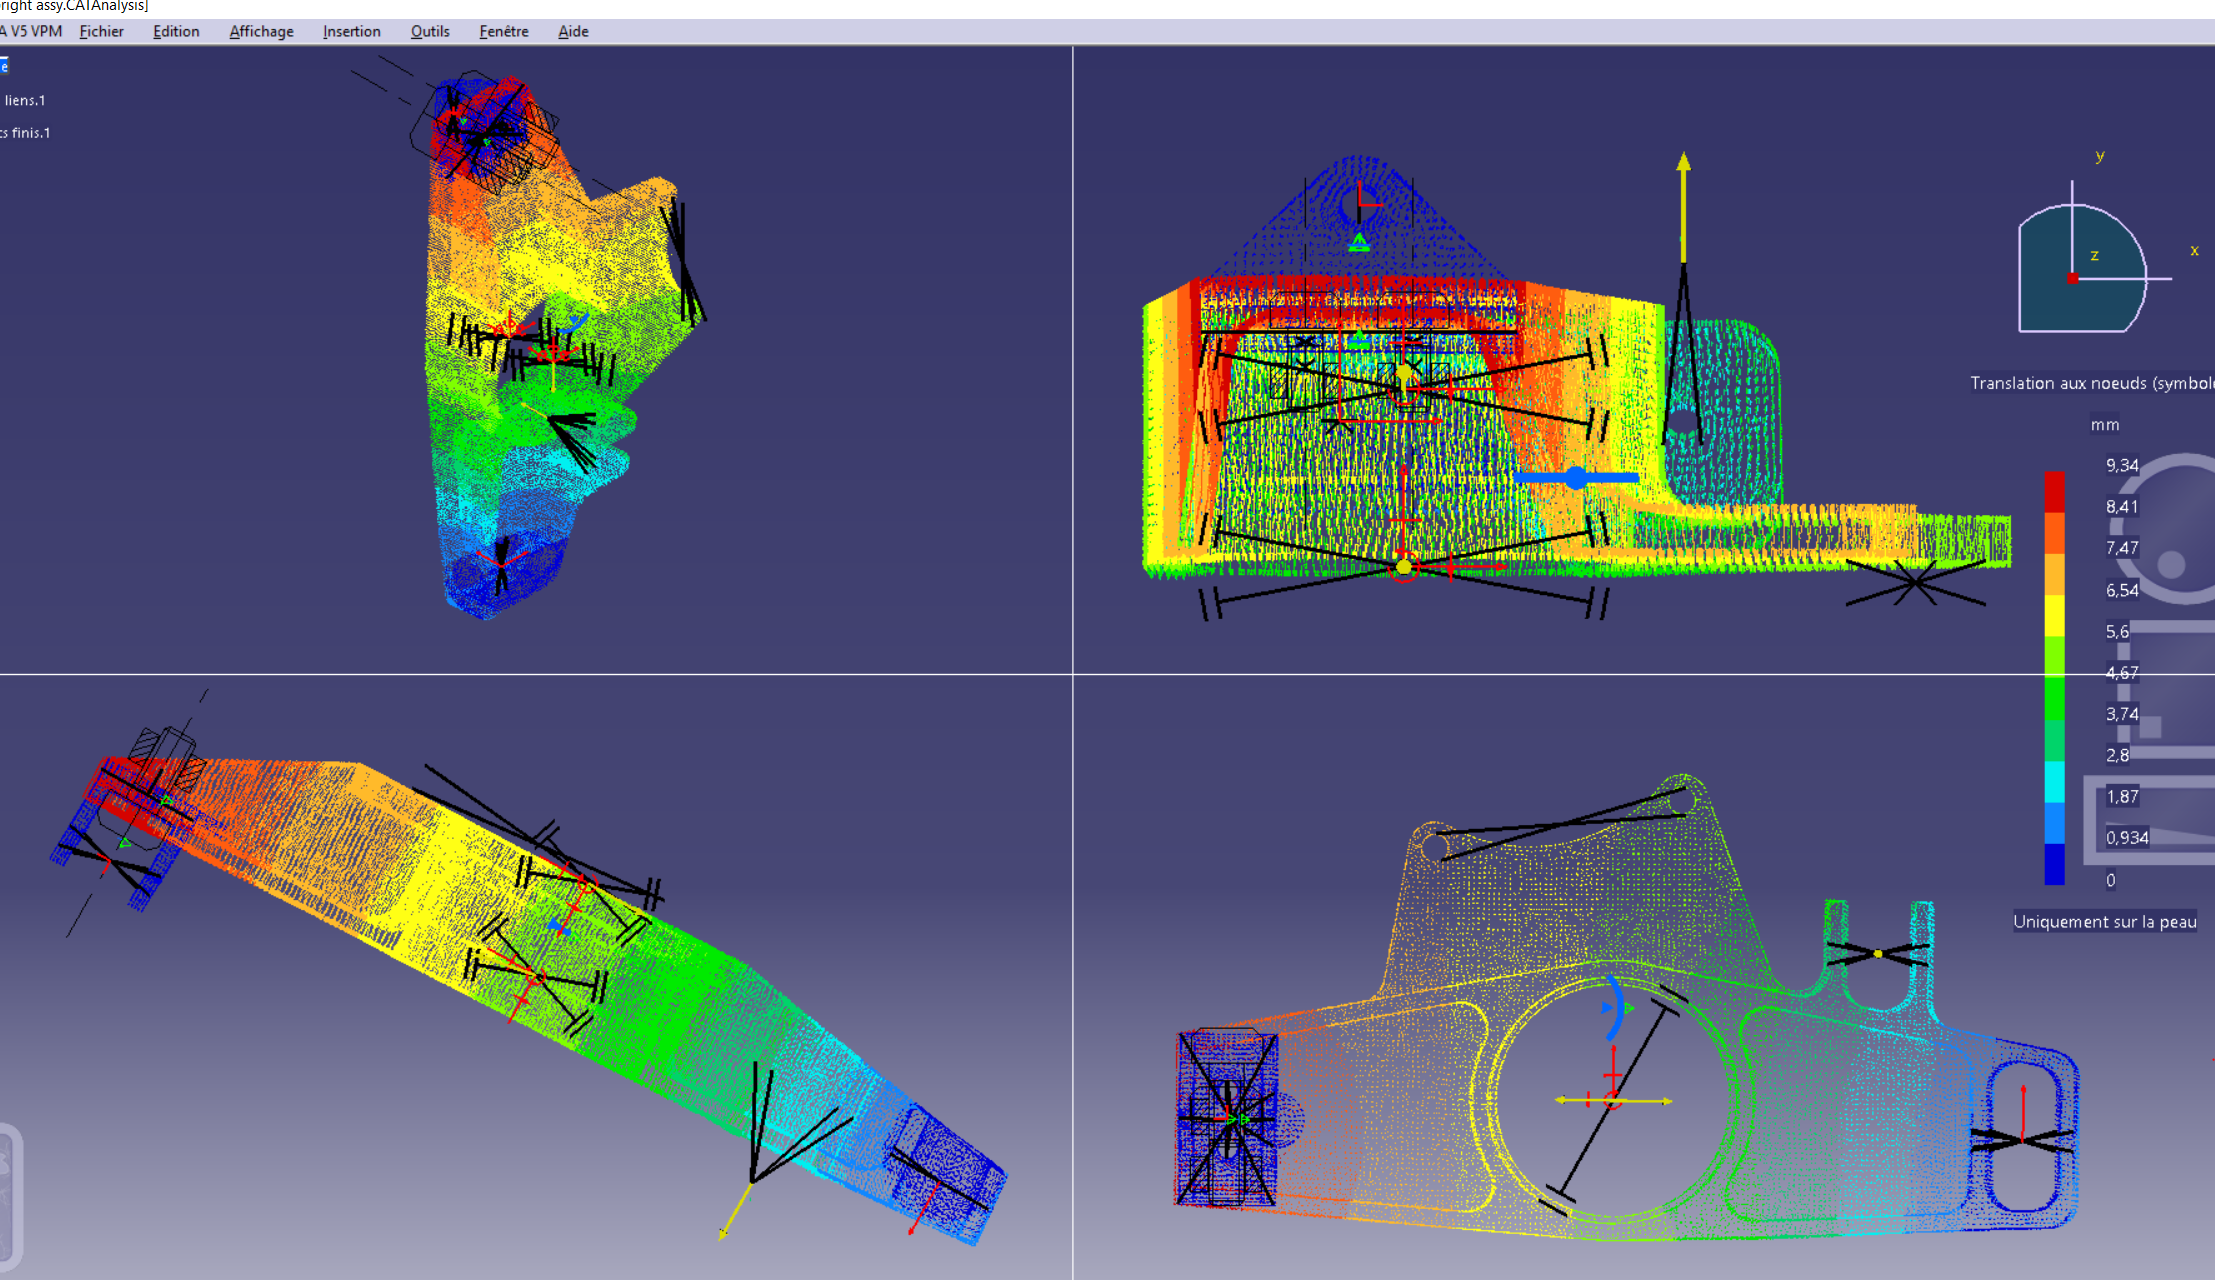 right assy.CATAnalysis]
A V5 VPM Fichier Edition Affichage Insertion Outils Fenêtre Aide
e
liens.1
s finis.1
y
x
z
Translation aux noeuds (symbole
mm
9,34
8,41
7,47
6,54
5,6
4,67
3,74
2,8
1,87
0,934
0
Uniquement sur la peau